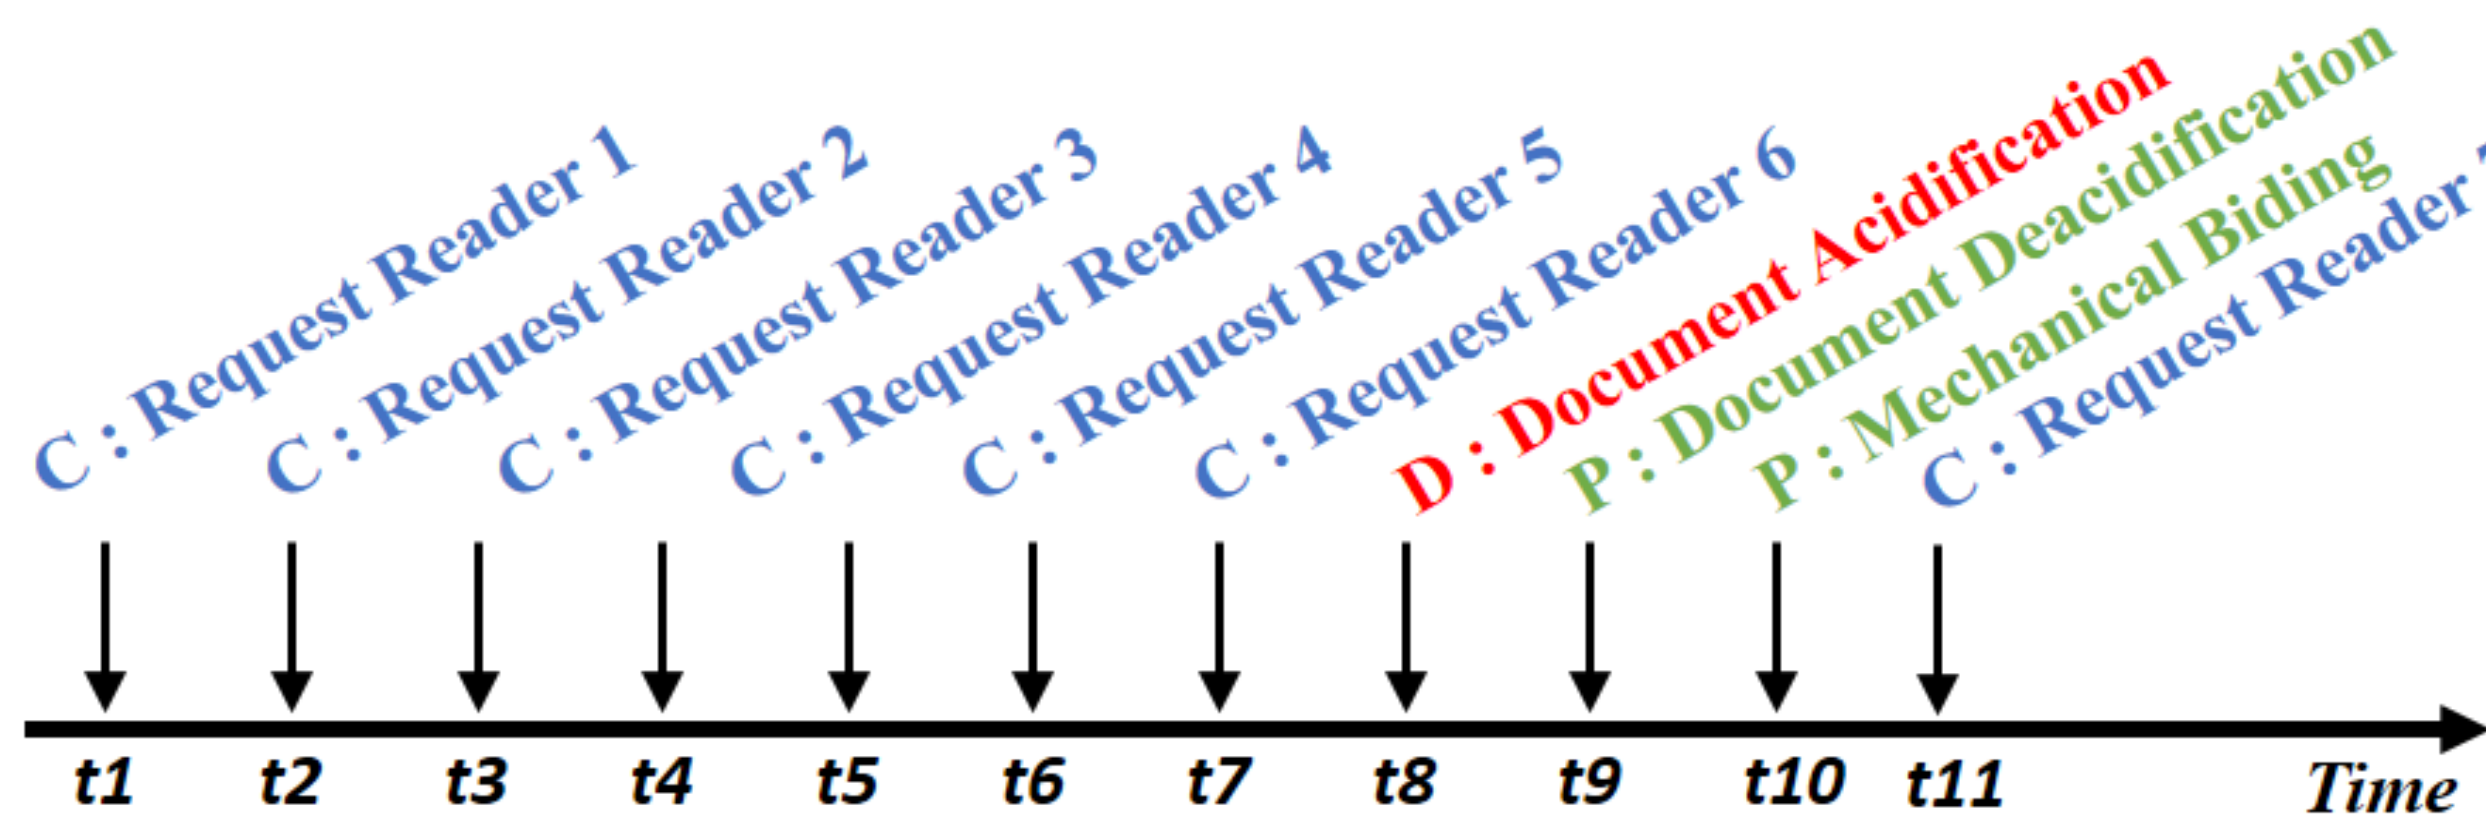 C : Request Reader 1
C : Request Reader 2
C : Request Reader 3
C : Request Reader 4
C : Request Reader 5
C : Request Reader 6
D : Document Acidification
P : Document Deacidification
P : Mechanical Biding
C : Request Reader
t1 t2 t3 t4 t5 t6 t7 t8 t9 t10 t11 Time